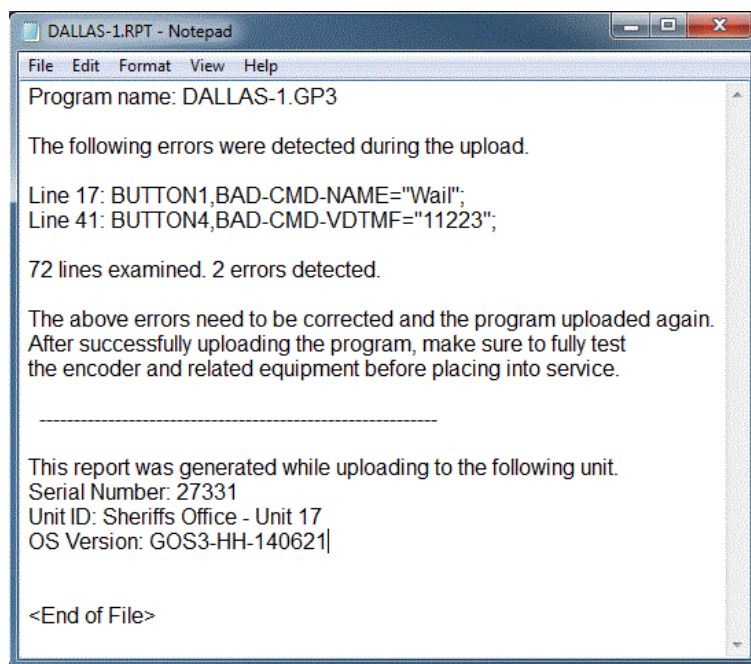 DALLAS-1.RPT - Notepad
File Edit Format View Help
Program name: DALLAS-1.GP3
The following errors were detected during the upload.
Line 17: BUTTON1,BAD-CMD-NAME="Wail";
Line 41: BUTTON4,BAD-CMD-VDTMF="11223";
72 lines examined. 2 errors detected.
The above errors need to be corrected and the program uploaded again.
After successfully uploading the program, make sure to fully test
the encoder and related equipment before placing into service.
----------------------------------------------------------
This report was generated while uploading to the following unit.
Serial Number: 27331
Unit ID: Sheriffs Office - Unit 17
OS Version: GOS3-HH-140621
<End of File>